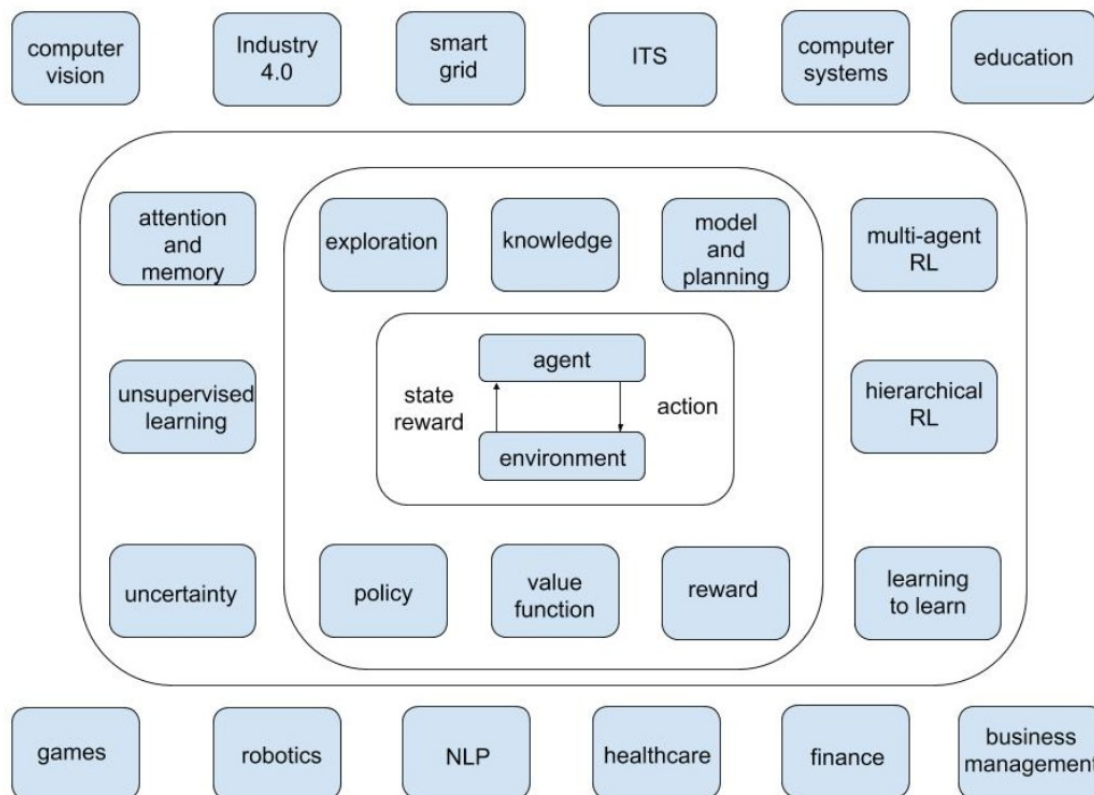 computer
vision
Industry
4.0
smart
grid
ITS
computer
systems
education
attention
and
memory
exploration
knowledge
model
and
planning
multi-agent
RL
unsupervised
learning
state
reward
agent
action
environment
hierarchical
RL
uncertainty
policy
value
function
reward
learning
to learn
games
robotics
NLP
healthcare
finance
business
management